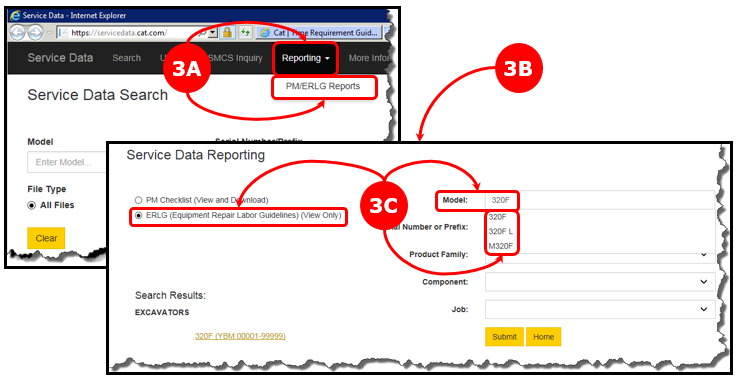 Service Data - Internet Explorer
https://servicedata.cat.com/
Cat | Time Requirement Guid...
Service Data Search SMCS Inquiry Reporting More Infor
3A
PM/ERLG Reports
Service Data Search
Model Serial Number/Prefix
Enter Model...
File Type
All Files
Clear
3B
Service Data Reporting
3C
PM Checklist (View and Download)
ERLG (Equipment Repair Labor Guidelines) (View Only)
Model: 320F
320F
320F L
M320F
Number or Prefix:
Product Family:
Component:
Job:
Search Results:
EXCAVATORS
320F (YBM:00001-99999)
Submit Home